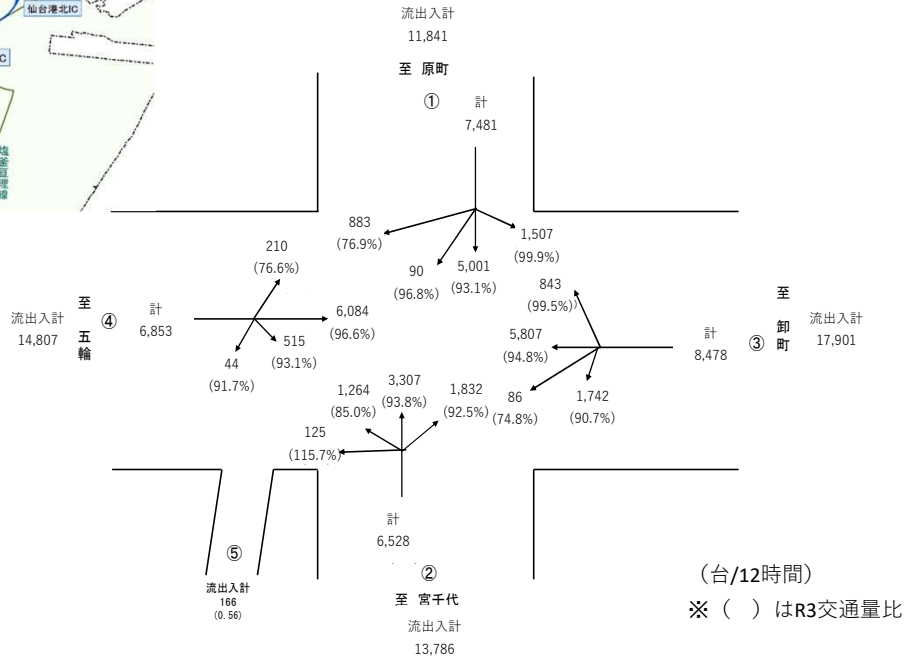 仙台港北IC
C
塩釜亘理線
流出入計
11,841
至 原町
①
計
7,481
883
(76.9%)
90
(96.8%)
5,001
(93.1%)
1,507
(99.9%)
210
(76.6%)
843
(99.5%)
流出入計
14,807
至 五輪
④
計
6,853
6,084
(96.6%)
515
(93.1%)
44
(91.7%)
5,807
(94.8%)
計
8,478
③
至 卸町
流出入計
17,901
86
(74.8%)
1,742
(90.7%)
1,264
(85.0%)
3,307
(93.8%)
1,832
(92.5%)
125
(115.7%)
計
6,528
②
至 宮千代
流出入計
13,786
⑤
流出入計
166
(0.56)
(台/12時間)
※( )はR3交通量比